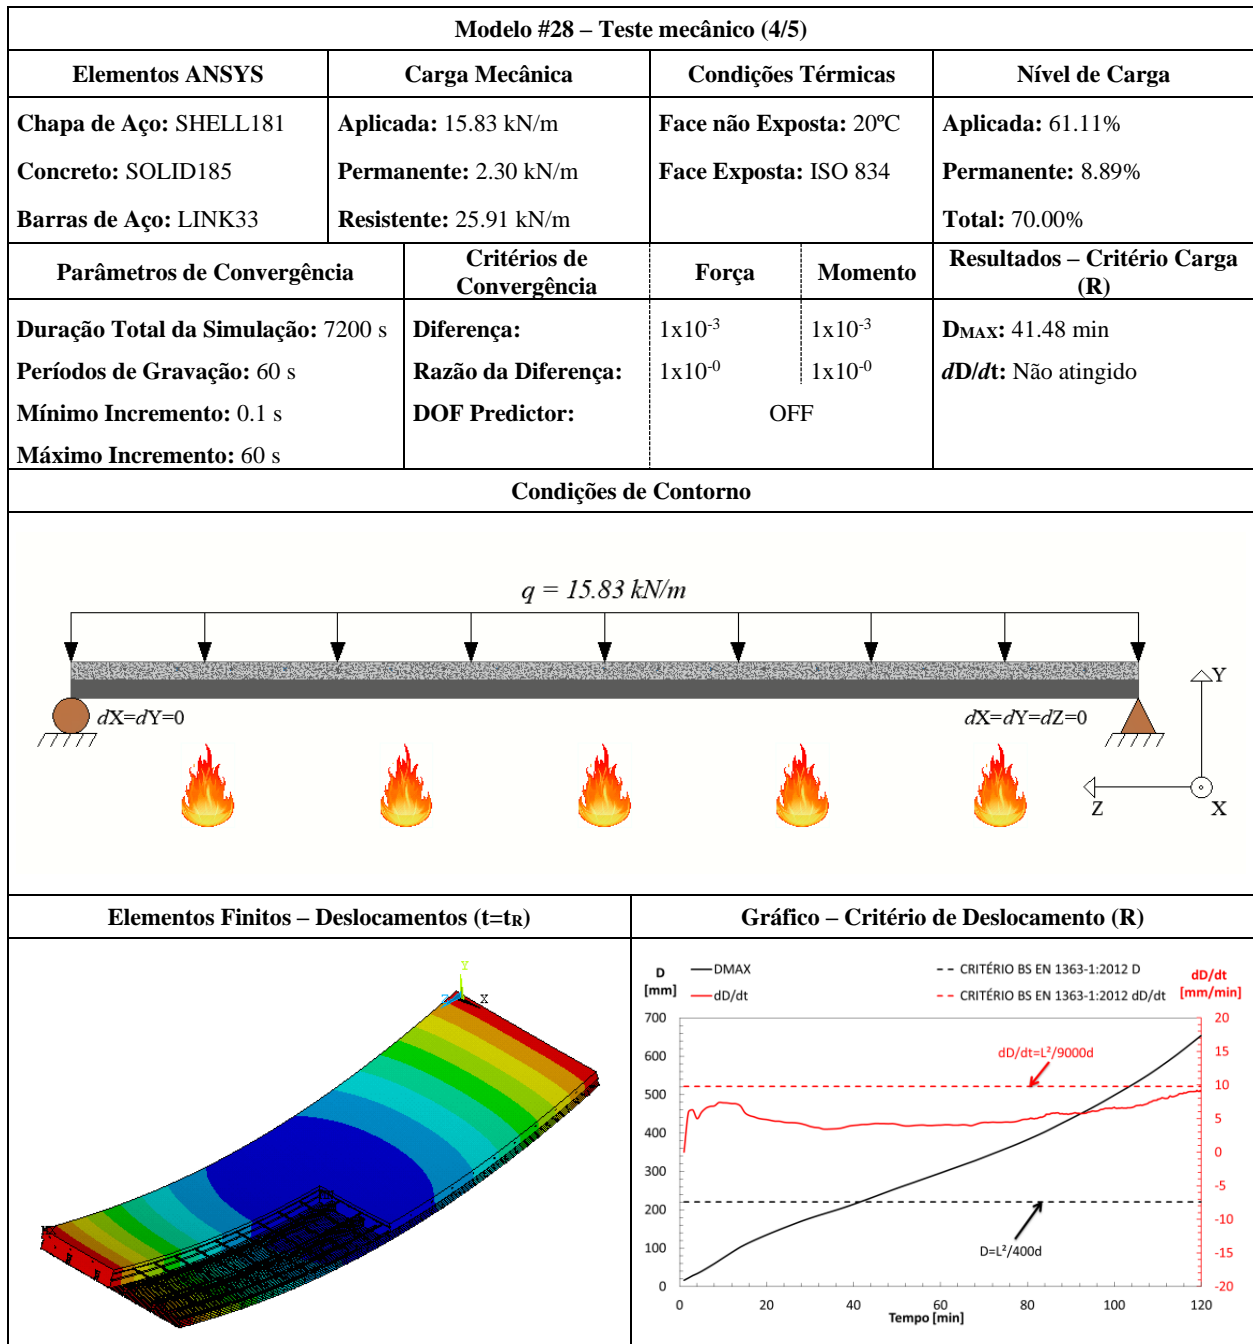 Modelo #28 – Teste mecânico (4/5)
Elementos ANSYS
Carga Mecânica
Condições Térmicas
Nível de Carga
Chapa de Aço: SHELL181
Concreto: SOLID185
Barras de Aço: LINK33
Aplicada: 15.83 kN/m
Permanente: 2.30 kN/m
Resistente: 25.91 kN/m
Face não Exposta: 20ºC
Face Exposta: ISO 834
Aplicada: 61.11%
Permanente: 8.89%
Total: 70.00%
Parâmetros de Convergência
Critérios de
Convergência
Força
Momento
Resultados – Critério Carga
(R)
Duração Total da Simulação: 7200 s
Períodos de Gravação: 60 s
Mínimo Incremento: 0.1 s
Máximo Incremento: 60 s
Diferença: 1x10-3 1x10-3
Razão da Diferença: 1x10-0 1x10-0
DOF Predictor: OFF
DMAX: 41.48 min
dD/dt: Não atingido
Condições de Contorno
q = 15.83 kN/m
dX=dY=0
dX=dY=dZ=0
Y
Z
X
Elementos Finitos – Deslocamentos (t=tR)
Gráfico – Critério de Deslocamento (R)
Y
Z
X
D
[mm]
DMAX
dD/dt
CRITÉRIO BS EN 1363-1:2012 D
CRITÉRIO BS EN 1363-1:2012 dD/dt
dD/dt
[mm/min]
700
600
500
400
300
200
100
0
20
15
10
5
0
-5
-10
-15
-20
dD/dt=L²/9000d
D=L²/400d
0 20 40 60 80 100 120
Tempo [min]